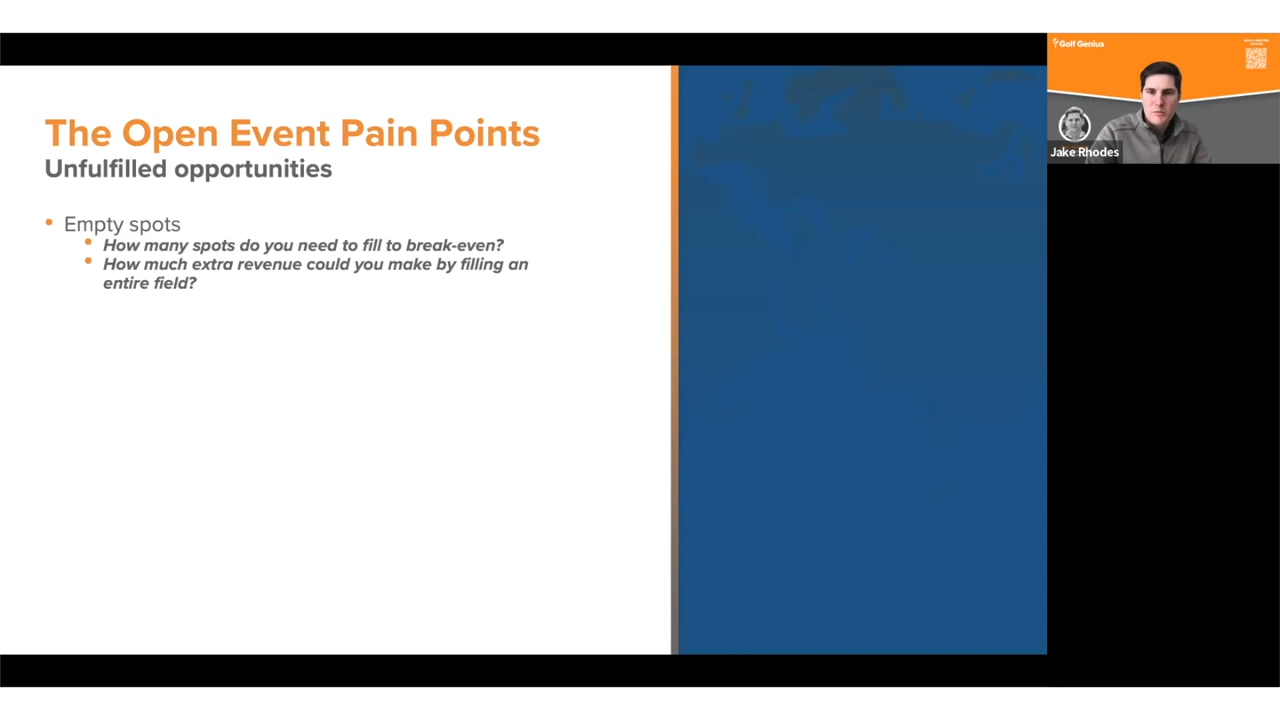 The Open Event Pain Points
Unfulfilled opportunities
• Empty spots
• How many spots do you need to fill to break-even?
• How much extra revenue could you make by filling an
entire field?
Golf Genius
Jake Rhodes